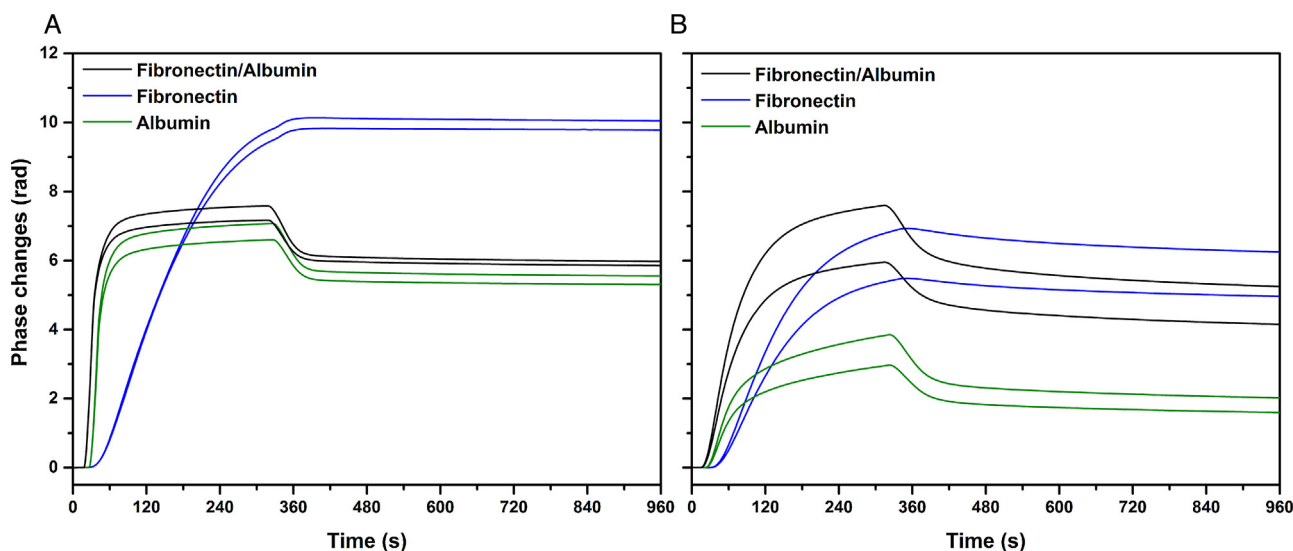 A
B
Phase changes (rad)
12
10
8
6
4
2
0
Fibronectin/Albumin
Fibronectin
Albumin
0 120 240 360 480 600 720 840 960
Time (s)
Fibronectin/Albumin
Fibronectin
Albumin
0 120 240 360 480 600 720 840 960
Time (s)